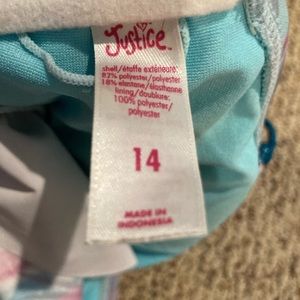 Justice
shell/étoffe extérieure:
82% polyester/polyester
18% elastane/élasthanne
lining/doublure:
100% polyester/
polyester
14
MADE IN
INDONESIA